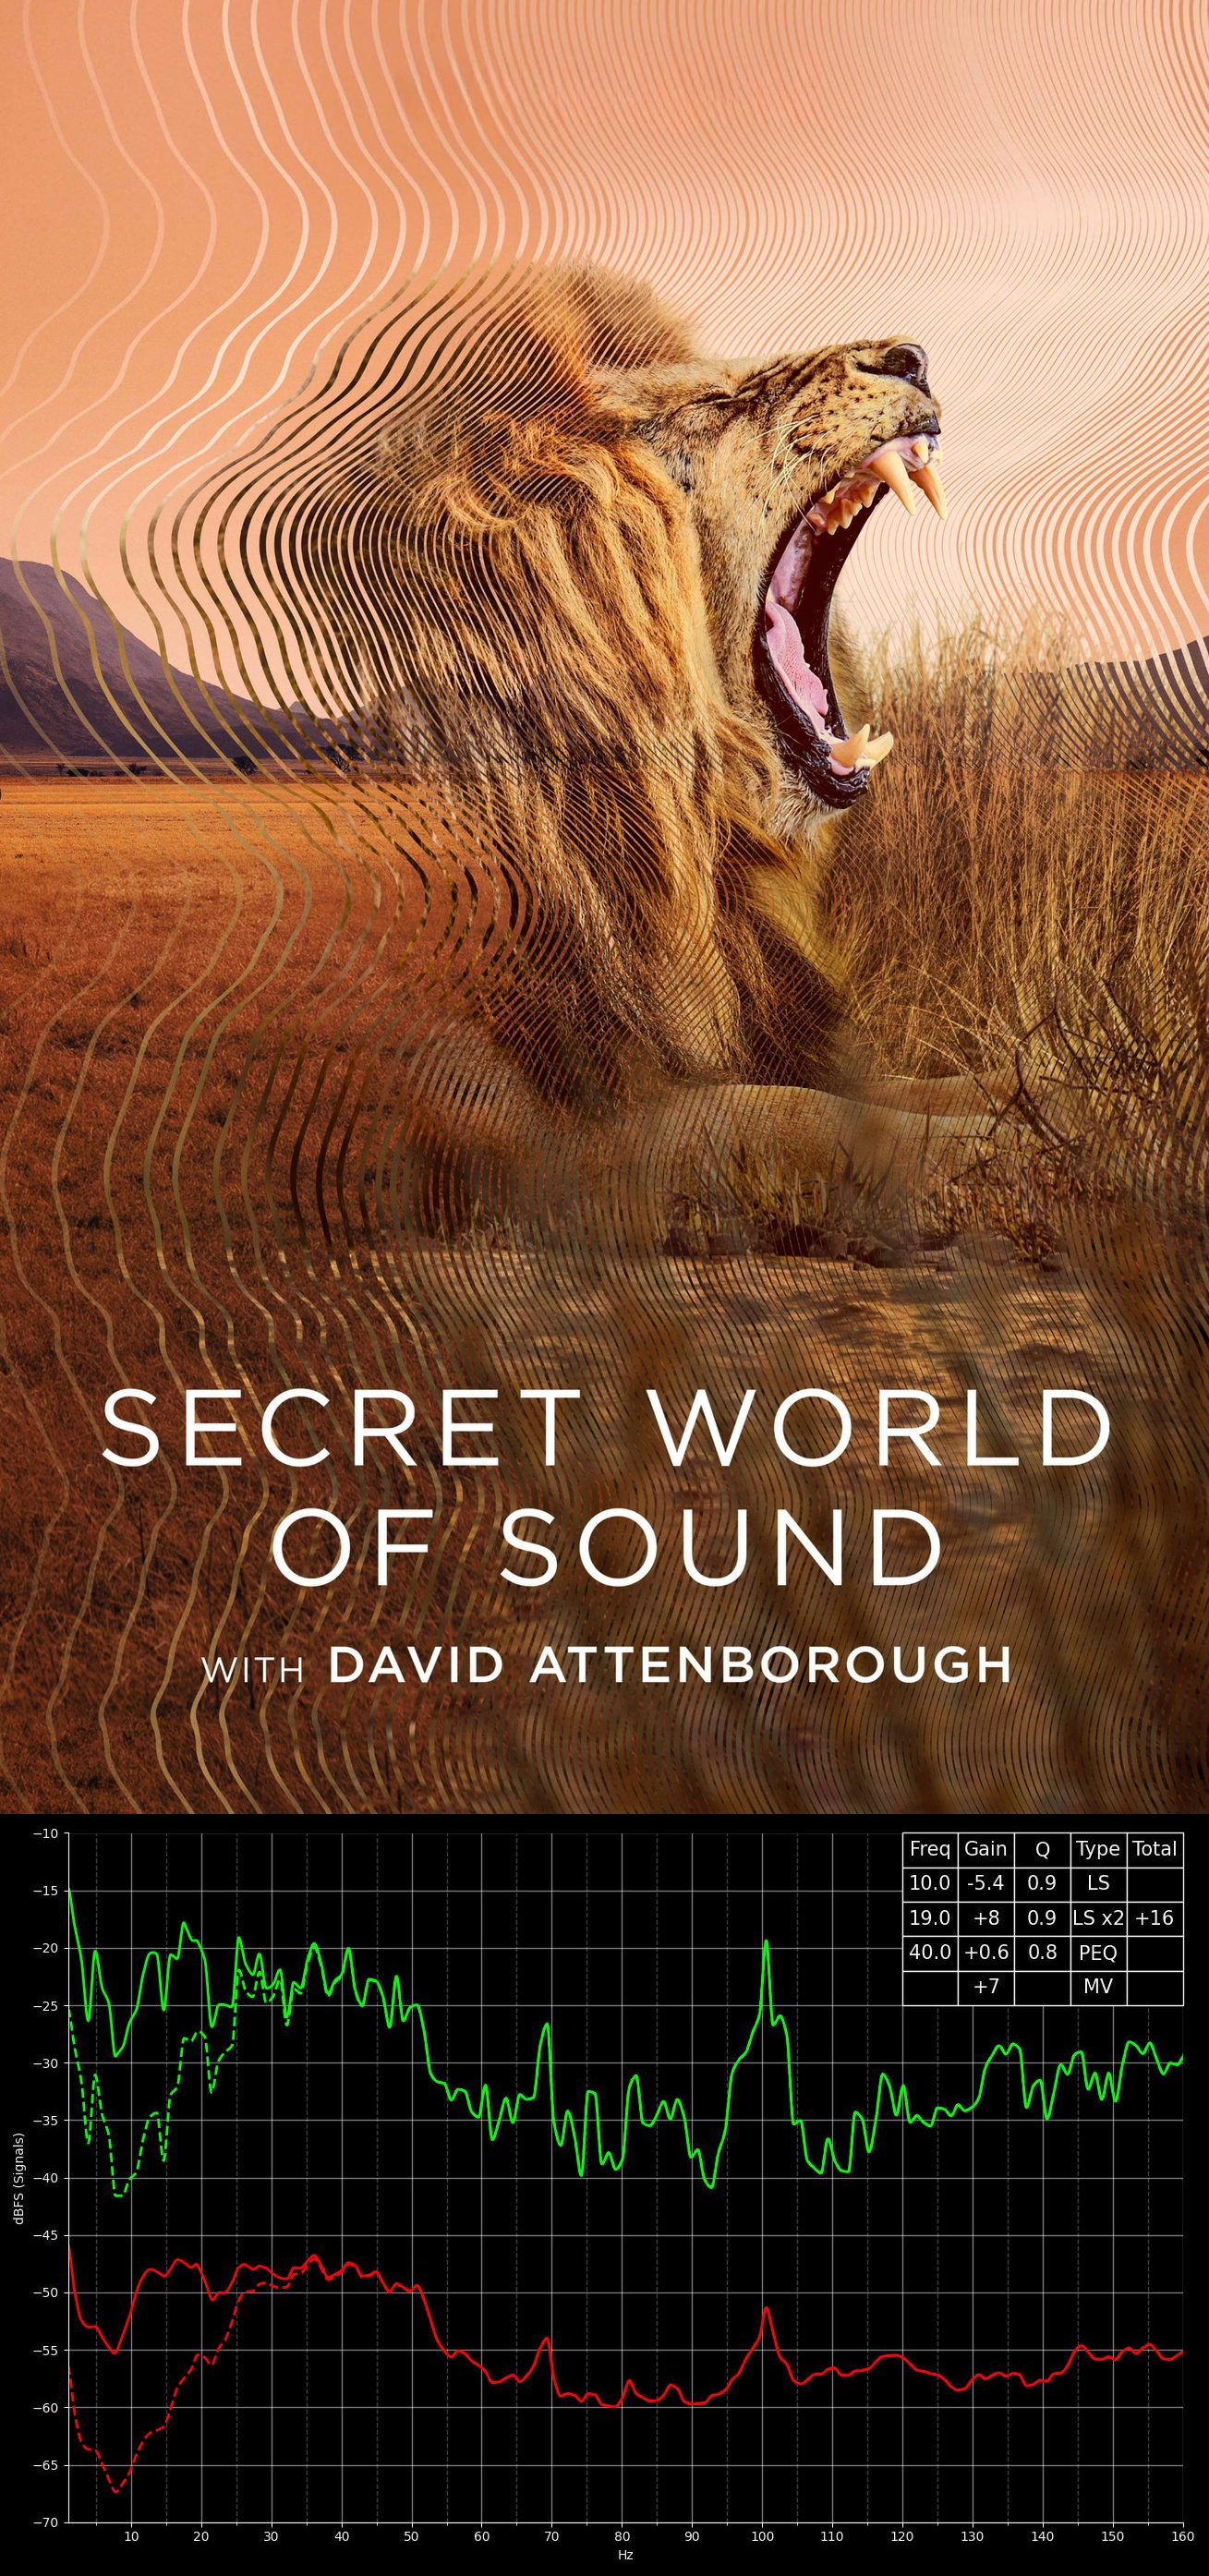 SECRET WORLD
OF SOUND
WITH DAVID ATTENBOROUGH
Freq Gain Q Type Total
10.0 -5.4 0.9 LS
19.0 +8 0.9 LS x2 +16
40.0 +0.6 0.8 PEQ
+7 MV
−10
−15
−20
−25
−30
−35
−40
−45
−50
−55
−60
−65
−70
dBFS (Signals)
10 20 30 40 50 60 70 80 90 100 110 120 130 140 150 160
Hz